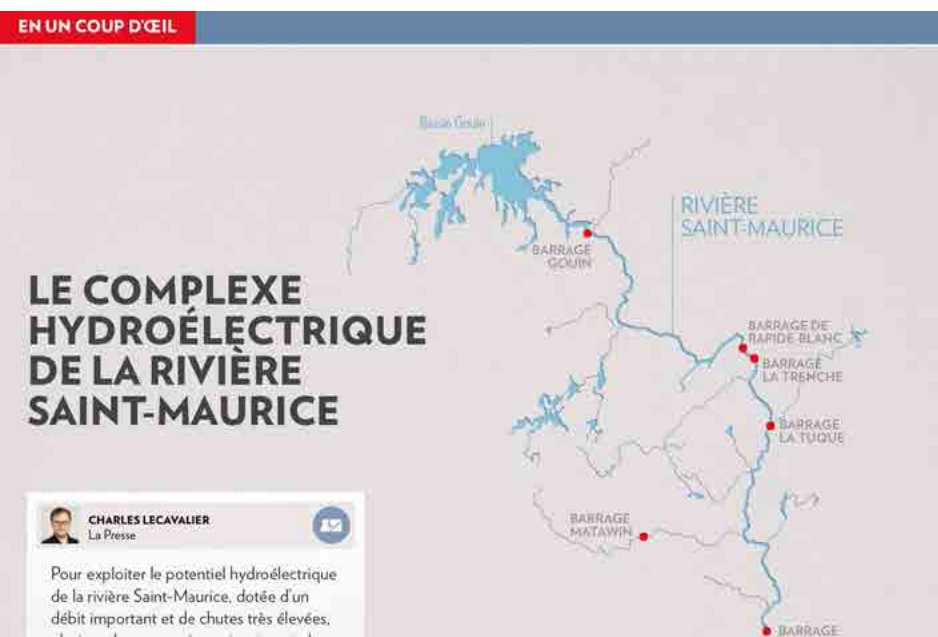 EN UN COUP D'ŒIL
Bassin Gouin
RIVIÈRE
SAINT-MAURICE
BARRAGE
GOUIN
LE COMPLEXE
HYDROÉLECTRIQUE
DE LA RIVIÈRE
SAINT-MAURICE
BARRAGE DE
RAPIDE-BLANC
BARRAGE
LA TRENCHE
BARRAGE
LA TUQUE
CHARLES LECAVALIER
La Presse
BARRAGE
MATAWIN
Pour exploiter le potentiel hydroélectrique
de la rivière Saint-Maurice, dotée d'un
débit important et de chutes très élevées,
BARRAGE